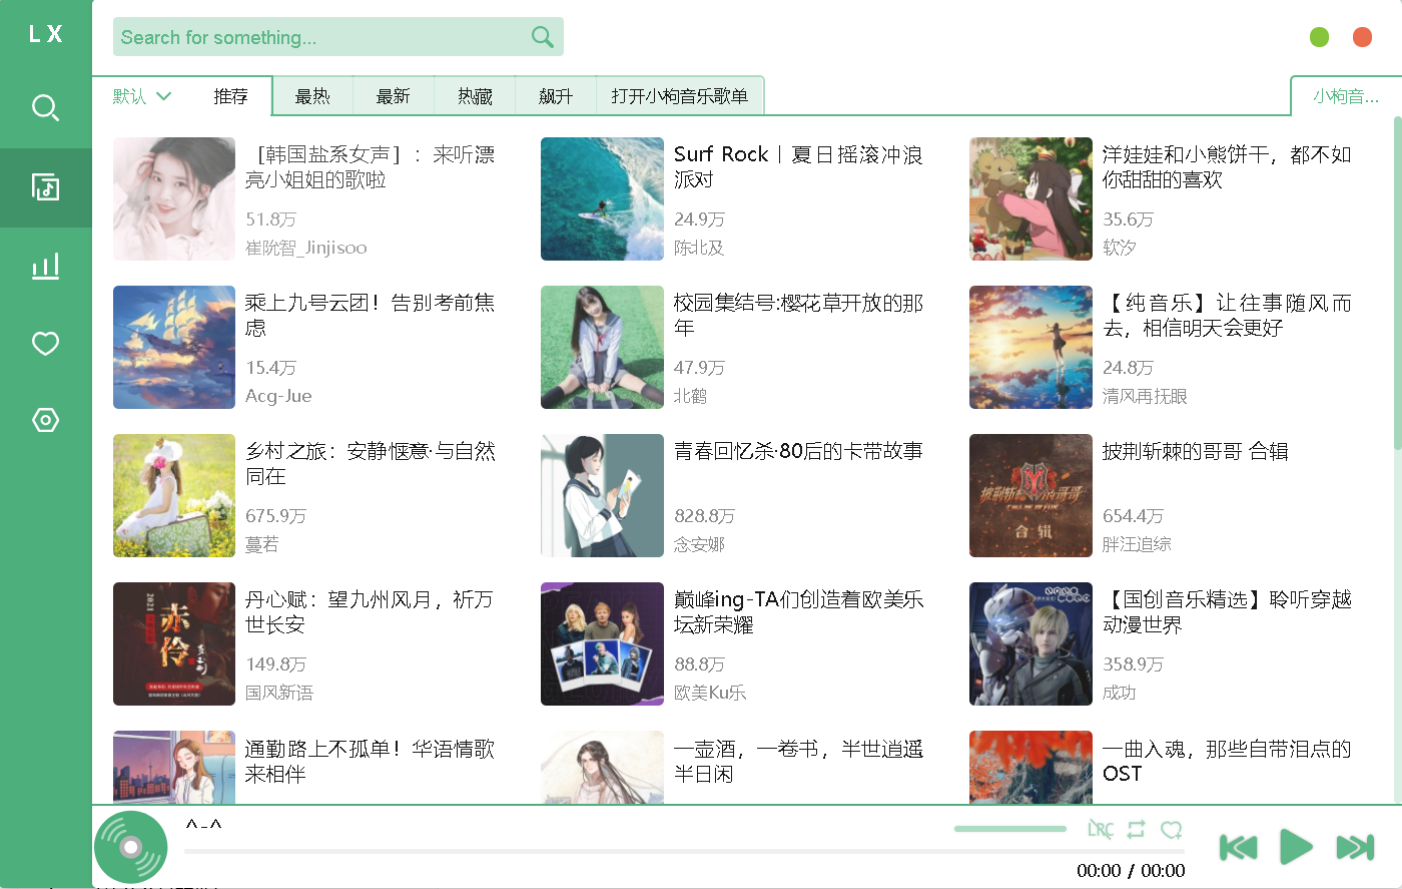 L X
Search for something...
默认
推荐
最热
最新
热藏
飙升
打开小枸音乐歌单
小枸音...
［韩国盐系女声］：来听漂
亮小姐姐的歌啦
51.8万
崔阭智_Jinjisoo
Surf Rock丨夏日摇滚冲浪
派对
24.9万
陈北及
洋娃娃和小熊饼干，都不如
你甜甜的喜欢
35.6万
软汐
乘上九号云团！告别考前焦
虑
15.4万
Acg-Jue
校园集结号:樱花草开放的那
年
47.9万
北鹤
【纯音乐】让往事随风而
去，相信明天会更好
24.8万
清风再抚眼
乡村之旅：安静惬意·与自然
同在
675.9万
蔓若
青春回忆杀·80后的卡带故事
828.8万
念安娜
披荆斩棘的哥哥
合辑
披荆斩棘的哥哥 合辑
654.4万
胖汪追综
2021
赤伶
丹心赋：望九州风月，祈万
世长安
149.8万
国风新语
巅峰ing-TA们创造着欧美乐
坛新荣耀
88.8万
欧美Ku乐
【国创音乐精选】聆听穿越
动漫世界
358.9万
成功
通勤路上不孤单！华语情歌
来相伴
一壶酒，一卷书，半世逍遥
半日闲
一曲入魂，那些自带泪点的
OST
^-^
LRC
00:00 / 00:00